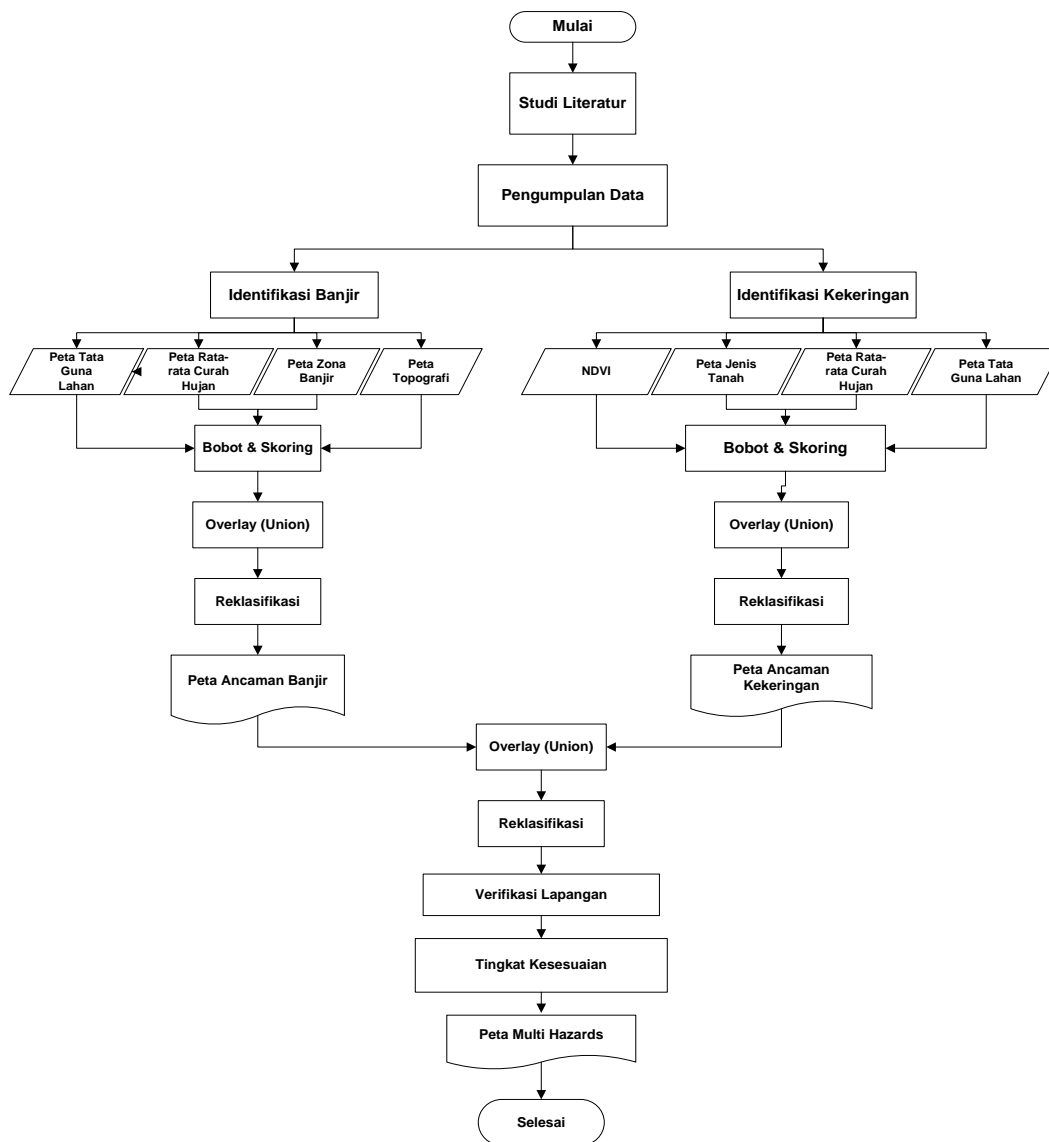 Mulai
Studi Literatur
Pengumpulan Data
Identifikasi Banjir
Identifikasi Kekeringan
Peta Tata
Guna
Lahan
Peta Rata-
rata Curah
Hujan
Peta Zona
Banjir
Peta
Topografi
NDVI
Peta Jenis
Tanah
Peta Rata-
rata Curah
Hujan
Peta Tata
Guna Lahan
Bobot & Skoring
Bobot & Skoring
Overlay (Union)
Overlay (Union)
Reklasifikasi
Reklasifikasi
Peta Ancaman Banjir
Peta Ancaman
Kekeringan
Overlay (Union)
Reklasifikasi
Verifikasi Lapangan
Tingkat Kesesuaian
Peta Multi Hazards
Selesai